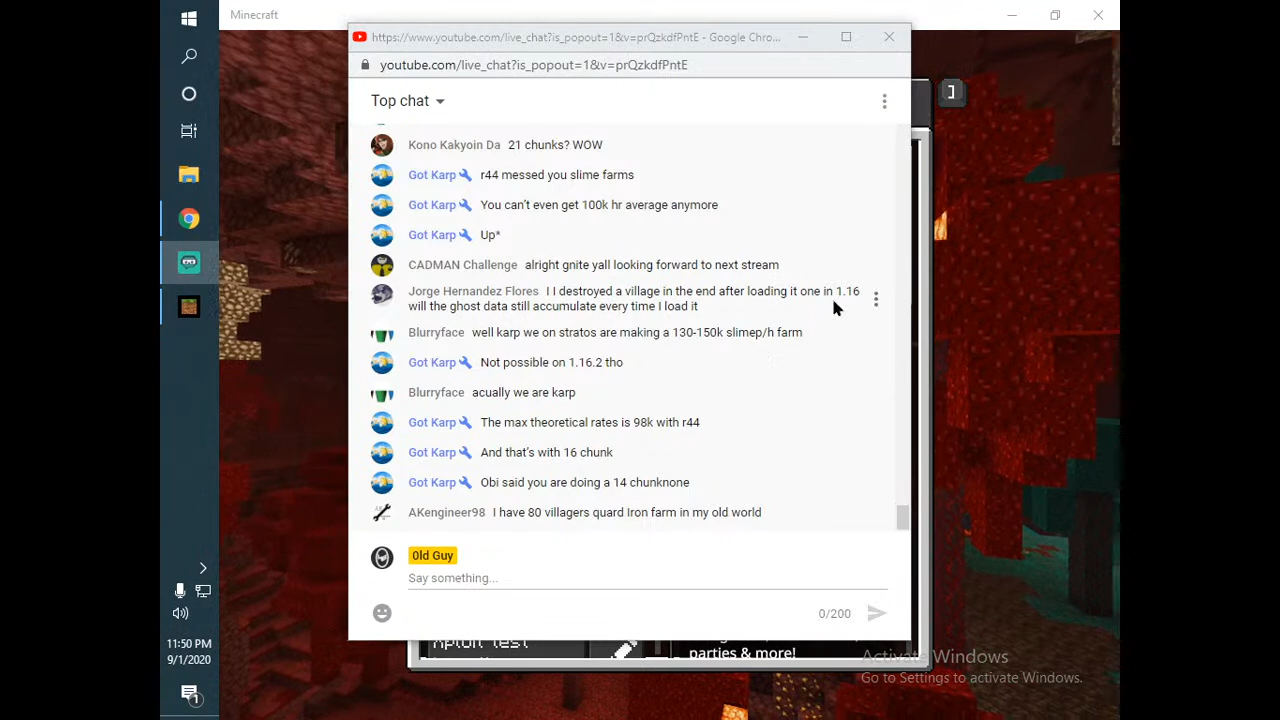 Minecraft
https://www.youtube.com/live_chat?is_popout=1&v=prQzkdfPntE - Google Chro...
youtube.com/live_chat?is_popout=1&v=prQzkdfPntE
Top chat
Kono Kakyoin Da 21 chunks? WOW
Got Karp r44 messed you slime farms
Got Karp You can't even get 100k hr average anymore
Got Karp Up*
CADMAN Challenge alright gnite yall looking forward to next stream
Jorge Hernandez Flores I I destroyed a village in the end after loading it one in 1.16
will the ghost data still accumulate every time I load it
Blurryface well karp we on stratos are making a 130-150k slimep/h farm
Got Karp Not possible on 1.16.2 tho
Blurryface acually we are karp
Got Karp The max theoretical rates is 98k with r44
Got Karp And that's with 16 chunk
Got Karp Obi said you are doing a 14 chunknone
AKengineer98 I have 80 villagers quard Iron farm in my old world
0ld Guy
Say something...
0/200
parties & more!
Activate Windows
Go to Settings to activate Windows.
11:50 PM
9/1/2020
1